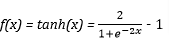 f(x) = tanh(x) = 2/(1+e^(-2x)) - 1